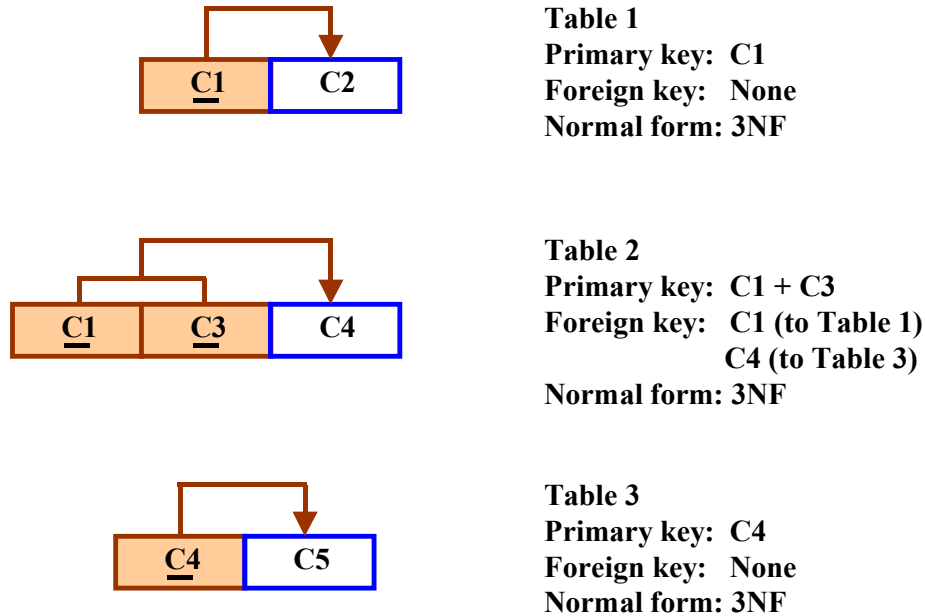 C1 C2
Table 1
Primary key: C1
Foreign key: None
Normal form: 3NF
C1 C3 C4
Table 2
Primary key: C1 + C3
Foreign key: C1 (to Table 1)
C4 (to Table 3)
Normal form: 3NF
C4 C5
Table 3
Primary key: C4
Foreign key: None
Normal form: 3NF